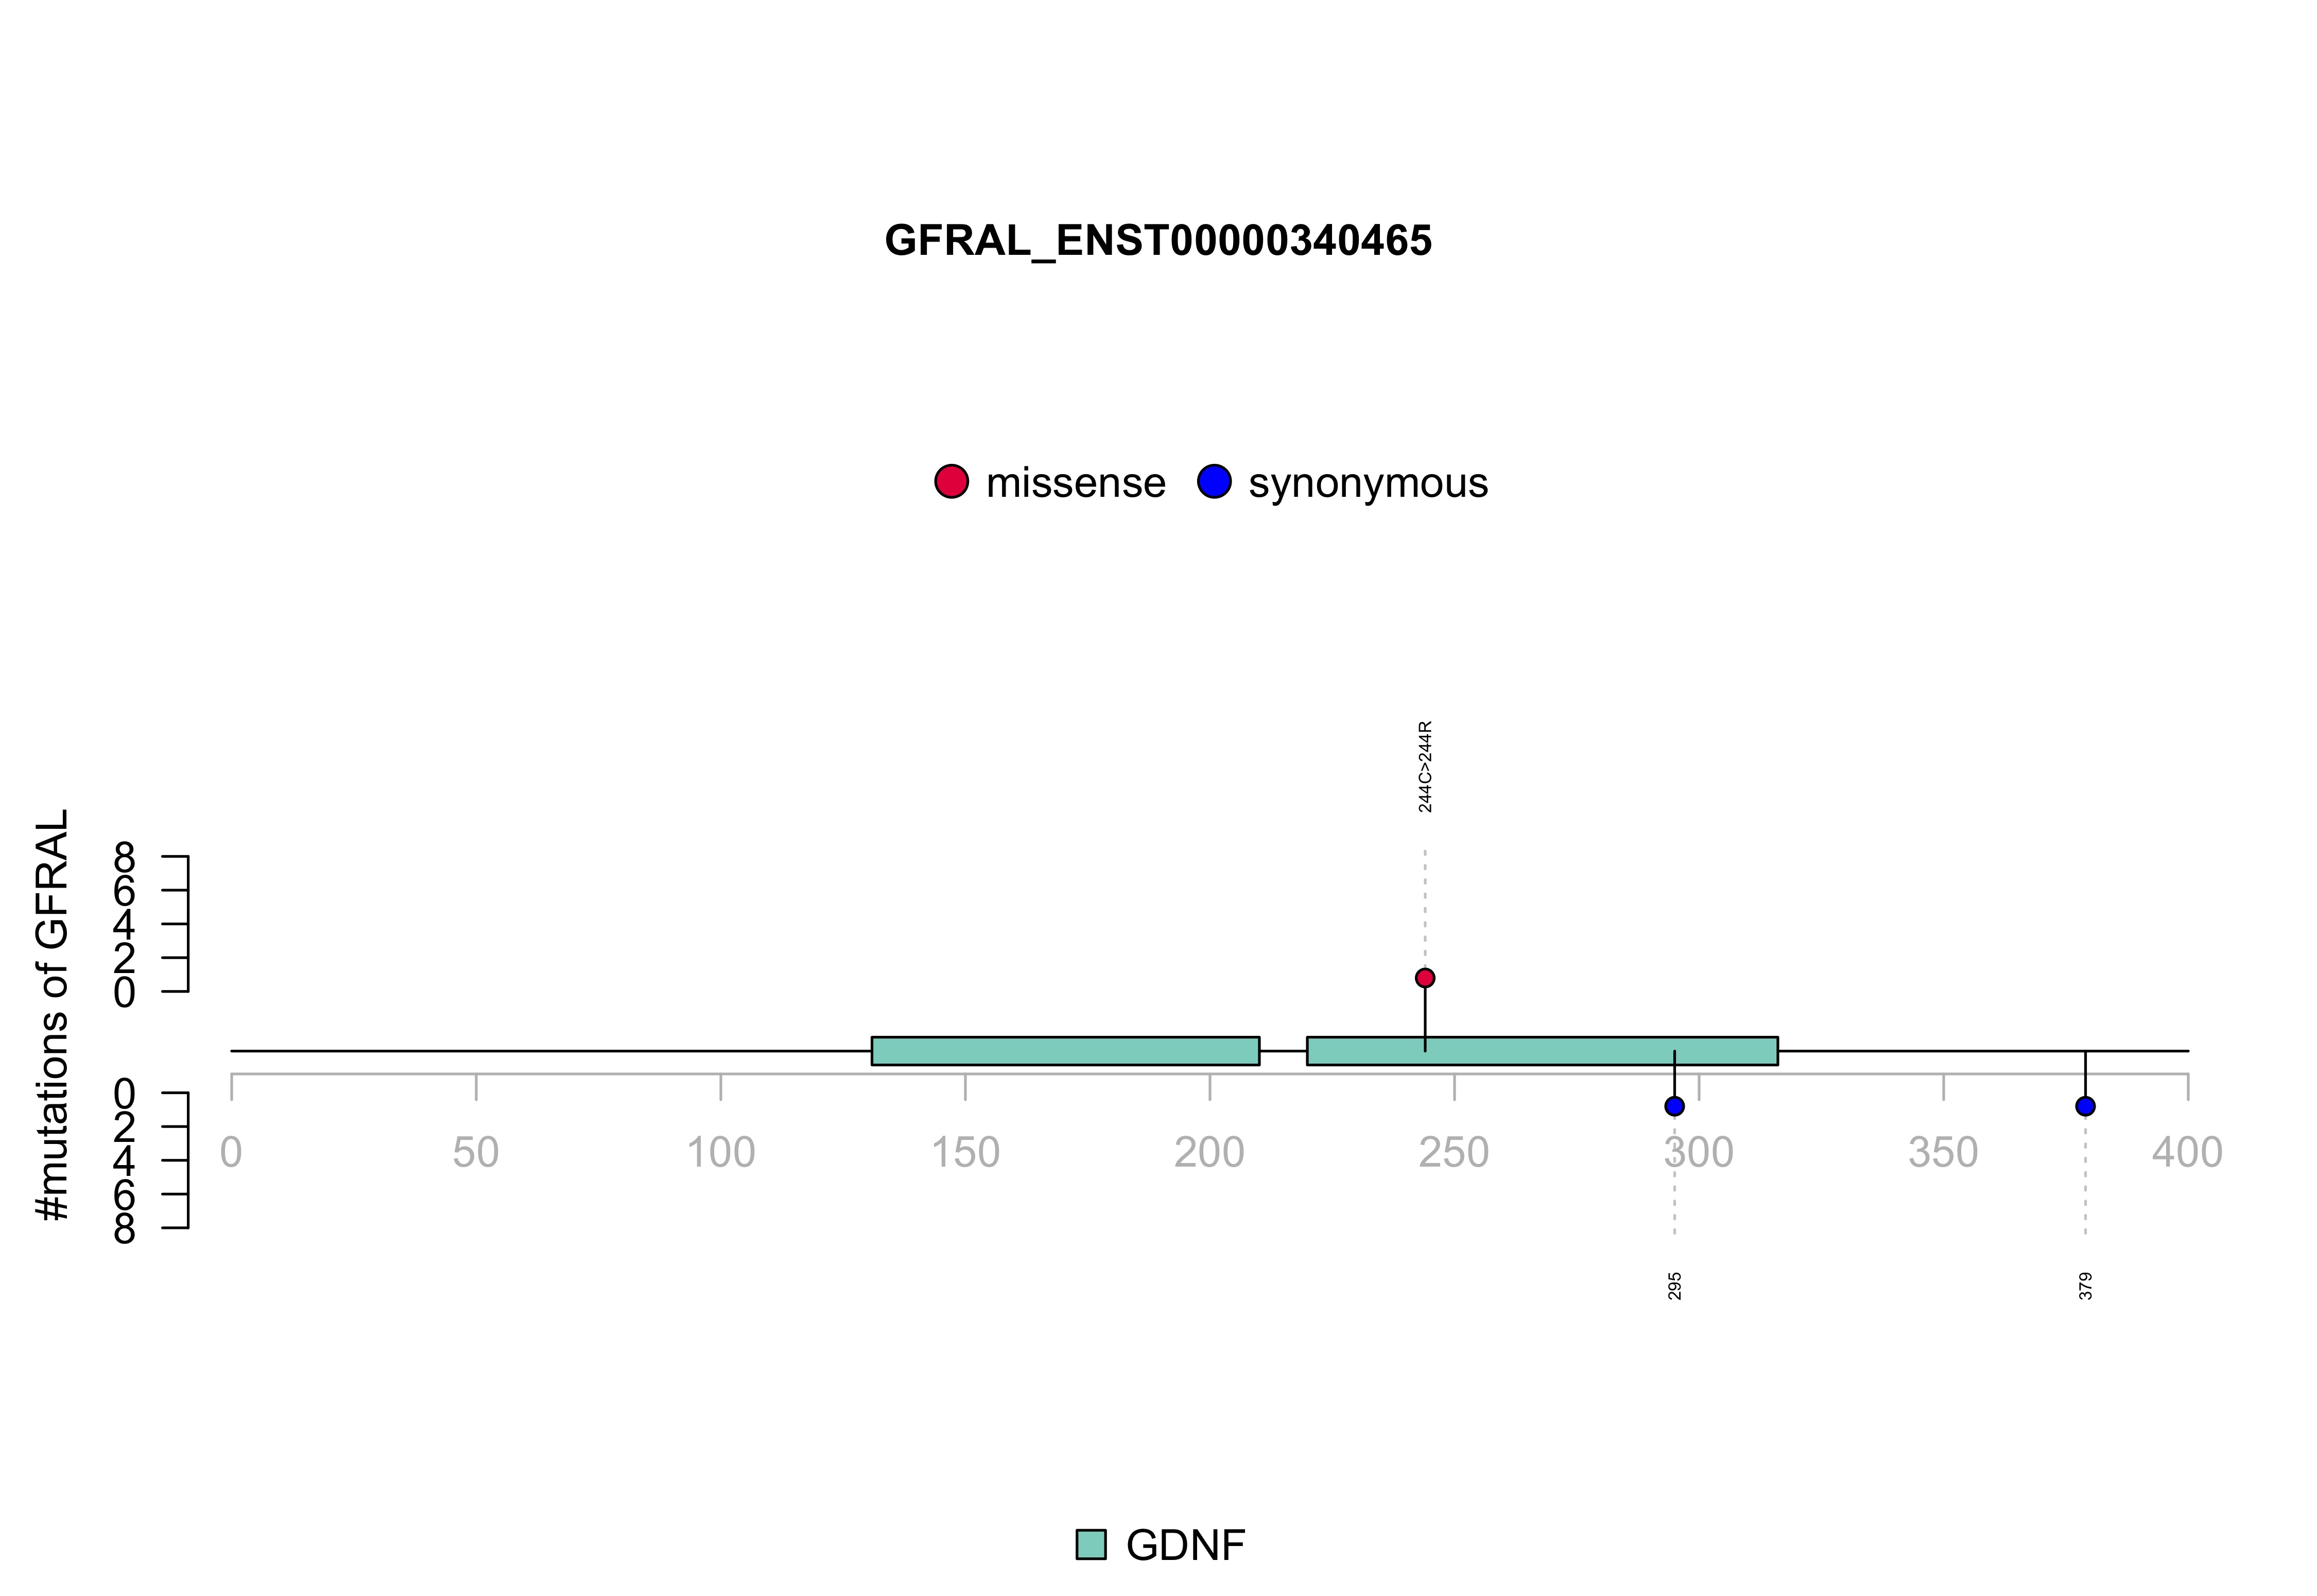 GFRAL_ENST00000340465
missense synonymous
244C>244R
#mutations of GFRAL
8
6
4
2
0
0
2
4
6
8
0 50 100 150 200 250 300 350 400
295 379
GDNF